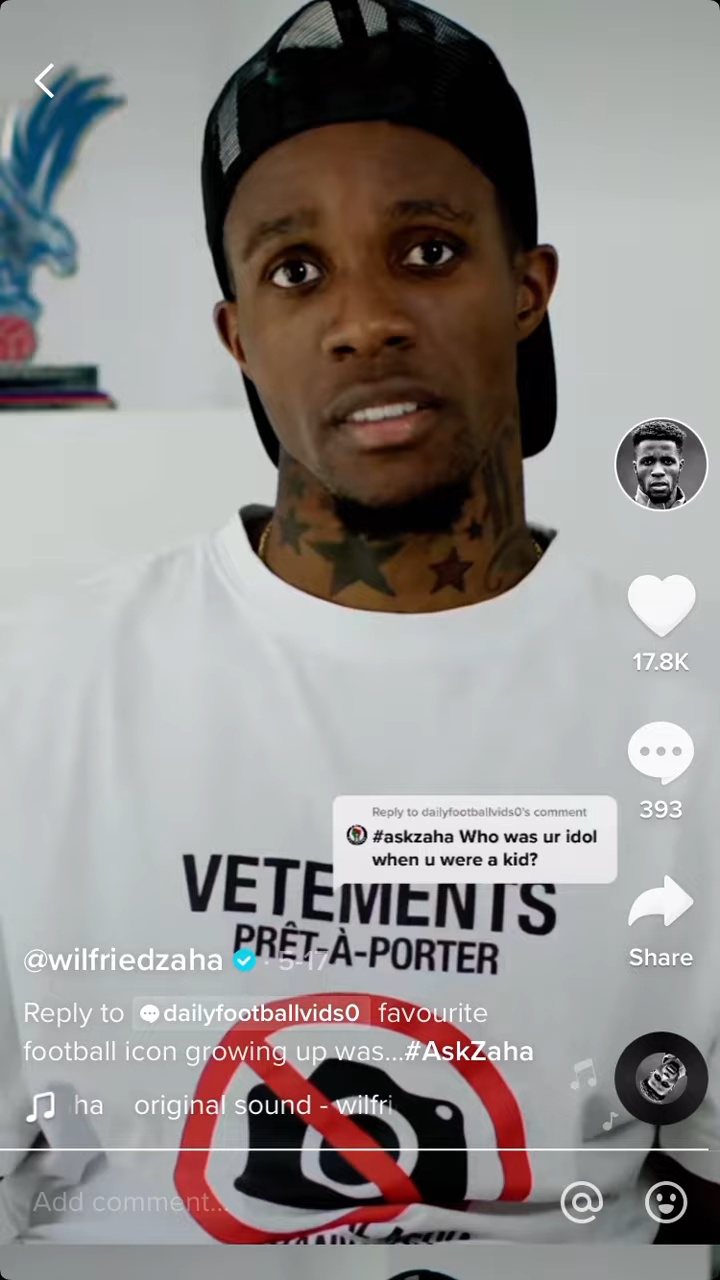 17.8K
393
Reply to dailyfootballvids0's comment
#askzaha Who was ur idol
when u were a kid?
VETEMENTS
PRÊT-À-PORTER
Share
@wilfriedzaha · 5-17
Reply to dailyfootballvids0 favourite
football icon growing up was...#AskZaha
ha original sound - wilfri
Add comment...